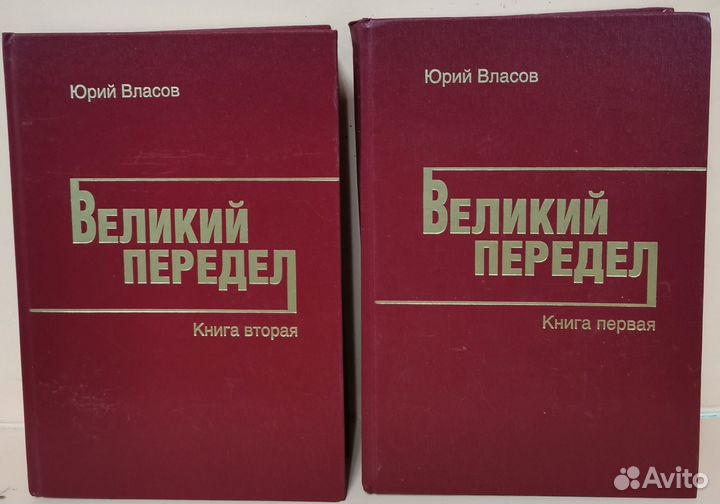 Юрий Власов
ВЕЛИКИЙ
ПЕРЕДЕЛ
Книга вторая
Юрий Власов
ВЕЛИКИЙ
ПЕРЕДЕЛ
Книга первая
Avito